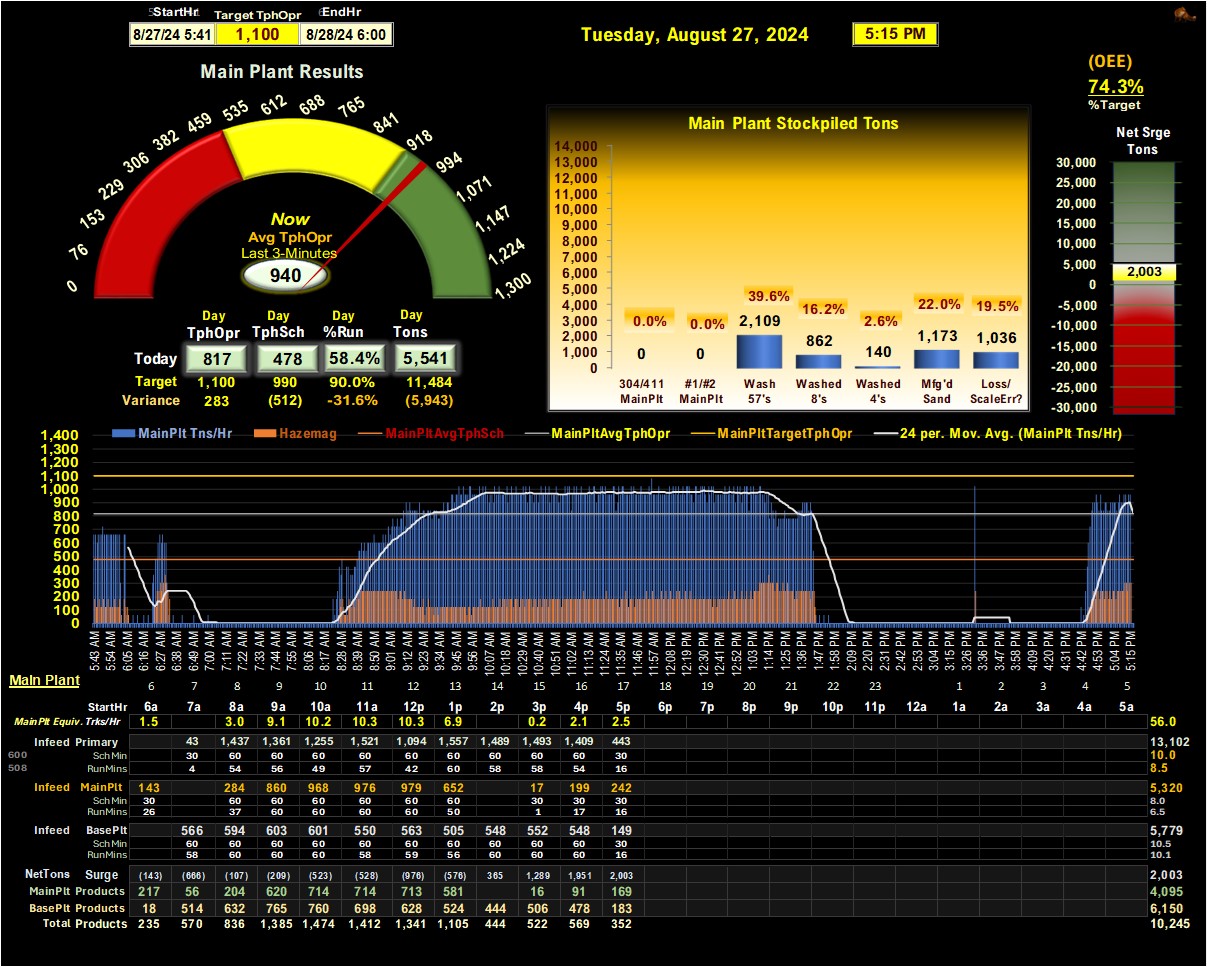 StartHr Target TphOpr EndHr
8/27/24 5:41 1,100 8/28/24 6:00
Tuesday, August 27, 2024 5:15 PM
(OEE)
74.3%
%Target
Main Plant Results
0 76 153 229 306 382 459 535 612 688 765 841 918 994 1,071 1,147 1,224 1,300
Now
Avg TphOpr
Last 3-Minutes
940
Day Day Day Day
TphOpr TphSch %Run Tons
Today 817 478 58.4% 5,541
Target 1,100 990 90.0% 11,484
Variance 283 (512) -31.6% (5,943)
Main Plant Stockpiled Tons
14,000
13,000
12,000
11,000
10,000
9,000
8,000
7,000
6,000
5,000
4,000
3,000
2,000
1,000
0
0.0% 0.0% 39.6% 16.2% 2.6% 22.0% 19.5%
0 0 2,109 862 140 1,173 1,036
304/411 #1/#2 Wash Washed Washed Mfg'd Loss/
MainPlt MainPlt 57's 8's 4's Sand ScaleErr?
Net Srge
Tons
30,000
25,000
20,000
15,000
10,000
5,000
0
-5,000
-10,000
-15,000
-20,000
-25,000
-30,000
2,003
MainPlt Tns/Hr Hazemag MainPltAvgTphSch MainPltAvgTphOpr MainPltTargetTphOpr 24 per. Mov. Avg. (MainPlt Tns/Hr)
1,400
1,300
1,200
1,100
1,000
900
800
700
600
500
400
300
200
100
0
5:43 AM 5:54 AM 6:05 AM 6:16 AM 6:27 AM 6:38 AM 6:49 AM 7:00 AM 7:11 AM 7:22 AM 7:33 AM 7:44 AM 7:55 AM 8:06 AM 8:17 AM 8:28 AM 8:39 AM 8:50 AM 9:01 AM 9:12 AM 9:23 AM 9:34 AM 9:45 AM 9:56 AM 10:07 AM 10:18 AM 10:29 AM 10:40 AM 10:51 AM 11:02 AM 11:13 AM 11:24 AM 11:35 AM 11:46 AM 11:57 AM 12:08 PM 12:19 PM 12:30 PM 12:41 PM 12:52 PM 1:03 PM 1:14 PM 1:25 PM 1:36 PM 1:47 PM 1:58 PM 2:09 PM 2:20 PM 2:31 PM 2:42 PM 2:53 PM 3:04 PM 3:15 PM 3:26 PM 3:36 PM 3:47 PM 3:58 PM 4:09 PM 4:20 PM 4:31 PM 4:42 PM 4:53 PM 5:04 PM 5:15 PM
Main Plant 6 7 8 9 10 11 12 13 14 15 16 17 18 19 20 21 22 23 1 2 3 4 5
StartHr 6a 7a 8a 9a 10a 11a 12p 1p 2p 3p 4p 5p 6p 7p 8p 9p 10p 11p 12a 1a 2a 3a 4a 5a
MainPlt Equiv. Trks/Hr 1.5 3.0 9.1 10.2 10.3 10.3 6.9 0.2 2.1 2.5 56.0
Infeed Primary 43 1,437 1,361 1,255 1,521 1,094 1,557 1,489 1,493 1,409 443 13,102
600 SchMin 30 60 60 60 60 60 60 60 60 60 30 10.0
508 RunMins 4 54 56 49 57 42 60 58 58 54 16 8.5
Infeed MainPlt 143 284 860 968 976 979 652 17 199 242 5,320
SchMin 30 60 60 60 60 60 60 30 30 30 8.0
RunMins 26 37 60 60 60 60 50 1 17 16 6.5
Infeed BasePlt 566 594 603 601 550 563 505 548 552 548 149 5,779
SchMin 60 60 60 60 60 60 60 60 60 60 30 10.5
RunMins 58 60 60 60 58 59 56 60 60 60 16 10.1
NetTons Surge (143) (666) (107) (209) (523) (528) (976) (576) 365 1,289 1,951 2,003 2,003
MainPlt Products 217 56 204 620 714 714 713 581 16 91 169 4,095
BasePlt Products 18 514 632 765 760 698 628 524 444 506 478 183 6,150
Total Products 235 570 836 1,385 1,474 1,412 1,341 1,105 444 522 569 352 10,245